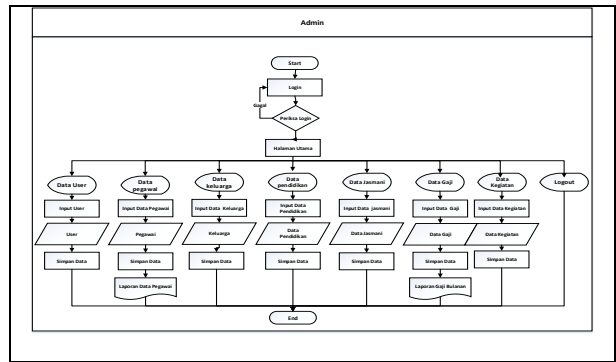 Admin
Start
Login
Gagal
Periksa Login
Halaman Utama
Data User
Data
pegawai
Data
keluarga
Data
pendidikan
Data Jasmani
Data Gaji
Data
Kegiatan
Logout
Input User
Input Data Pegawai
Input Data Keluarga
Input Data
Pendidikan
Input Data jasmani
Input Data Gaji
Input Data Kegiatan
User
Pegawai
Keluarga
Data
Pendidikan
Data Jasmani
Data Gaji
Data Kegiatan
Simpan Data
Simpan Data
Simpan Data
Simpan Data
Simpan Data
Simpan Data
Simpan Data
Laporan Data Pegawai
Laporan Gaji Bulanan
End